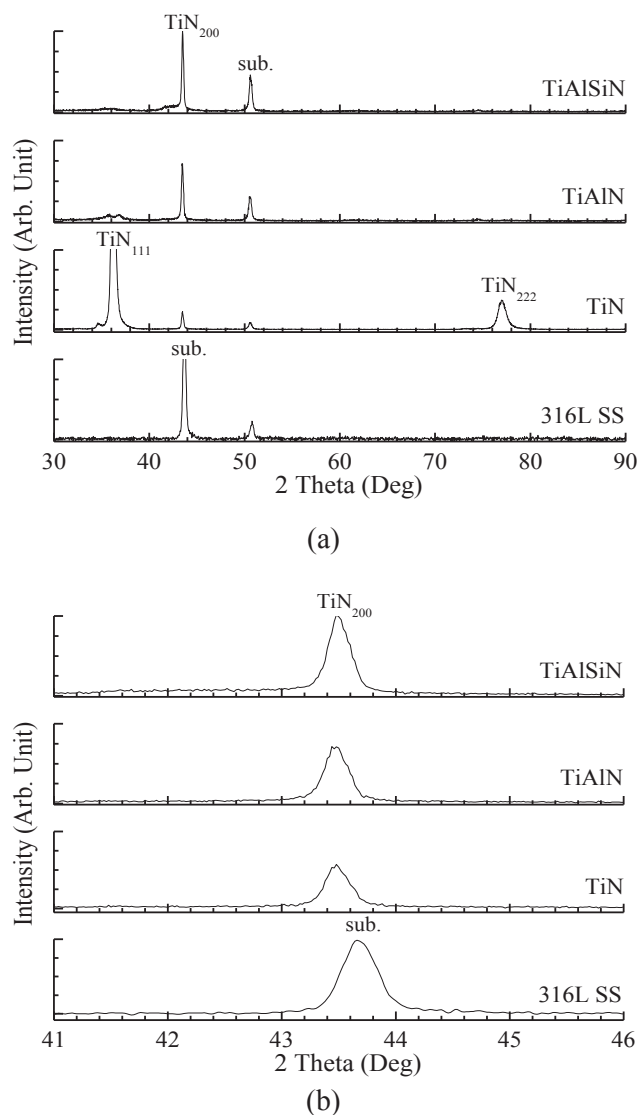 TiN200
sub.
TiAlSiN
TiAlN
TiN111
TiN222
TiN
sub.
316L SS
Intensity (Arb. Unit)
30 40 50 60 70 80 90
2 Theta (Deg)
(a)
TiN200
TiAlSiN
TiAlN
TiN
sub.
316L SS
Intensity (Arb. Unit)
41 42 43 44 45 46
2 Theta (Deg)
(b)